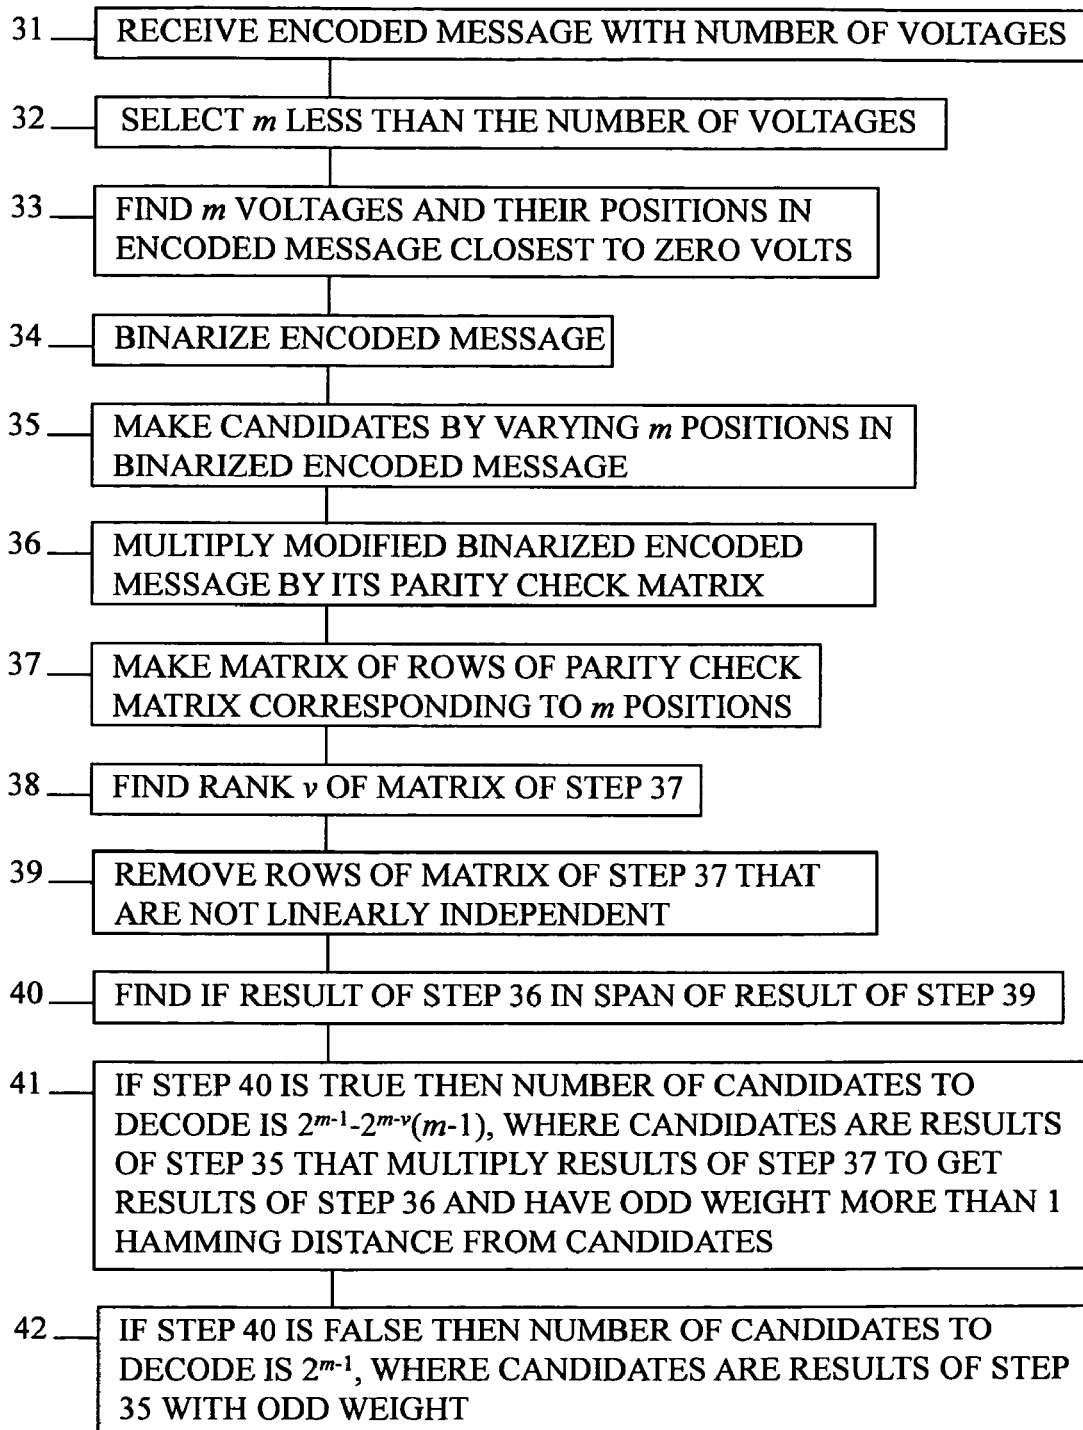 31 RECEIVE ENCODED MESSAGE WITH NUMBER OF VOLTAGES
32 SELECT m LESS THAN THE NUMBER OF VOLTAGES
33 FIND m VOLTAGES AND THEIR POSITIONS IN
ENCODED MESSAGE CLOSEST TO ZERO VOLTS
34 BINARIZE ENCODED MESSAGE
35 MAKE CANDIDATES BY VARYING m POSITIONS IN
BINARIZED ENCODED MESSAGE
36 MULTIPLY MODIFIED BINARIZED ENCODED
MESSAGE BY ITS PARITY CHECK MATRIX
37 MAKE MATRIX OF ROWS OF PARITY CHECK
MATRIX CORRESPONDING TO m POSITIONS
38 FIND RANK v OF MATRIX OF STEP 37
39 REMOVE ROWS OF MATRIX OF STEP 37 THAT
ARE NOT LINEARLY INDEPENDENT
40 FIND IF RESULT OF STEP 36 IN SPAN OF RESULT OF STEP 39
41 IF STEP 40 IS TRUE THEN NUMBER OF CANDIDATES TO
DECODE IS 2^{m-1}-2^{m-v}(m-1), WHERE CANDIDATES ARE RESULTS
OF STEP 35 THAT MULTIPLY RESULTS OF STEP 37 TO GET
RESULTS OF STEP 36 AND HAVE ODD WEIGHT MORE THAN 1
HAMMING DISTANCE FROM CANDIDATES
42 IF STEP 40 IS FALSE THEN NUMBER OF CANDIDATES TO
DECODE IS 2^{m-1}, WHERE CANDIDATES ARE RESULTS OF STEP
35 WITH ODD WEIGHT